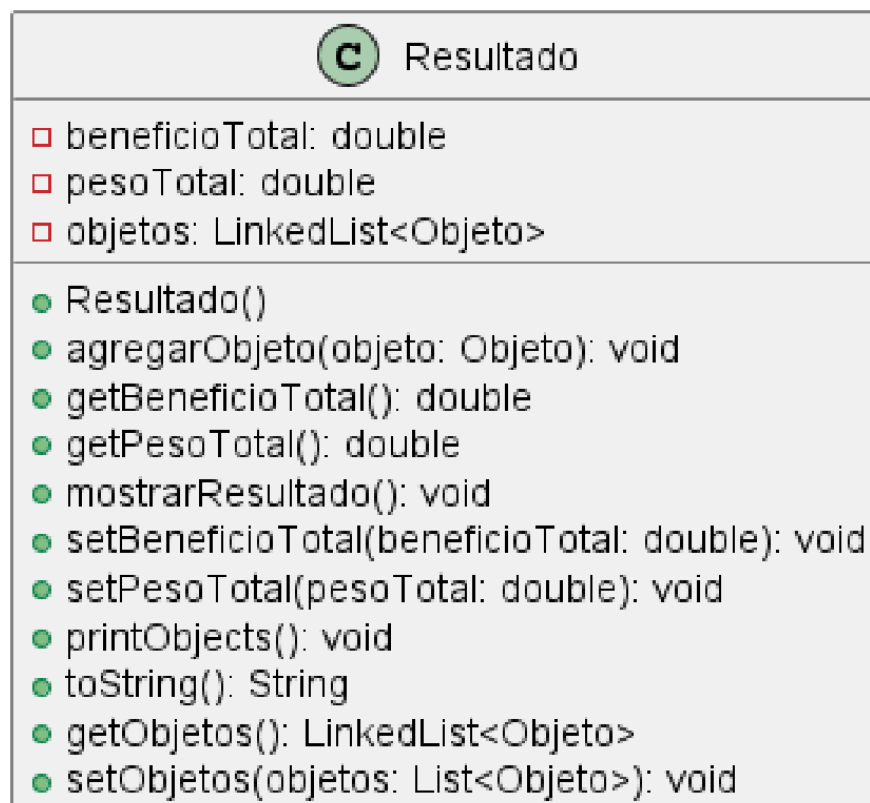 C Resultado
beneficioTotal: double
pesoTotal: double
objetos: LinkedList<Objeto>
Resultado()
agregarObjeto(objeto: Objeto): void
getBeneficioTotal(): double
getPesoTotal(): double
mostrarResultado(): void
setBeneficioTotal(beneficioTotal: double): void
setPesoTotal(pesoTotal: double): void
printObjects(): void
toString(): String
getObjetos(): LinkedList<Objeto>
setObjetos(objetos: List<Objeto>): void